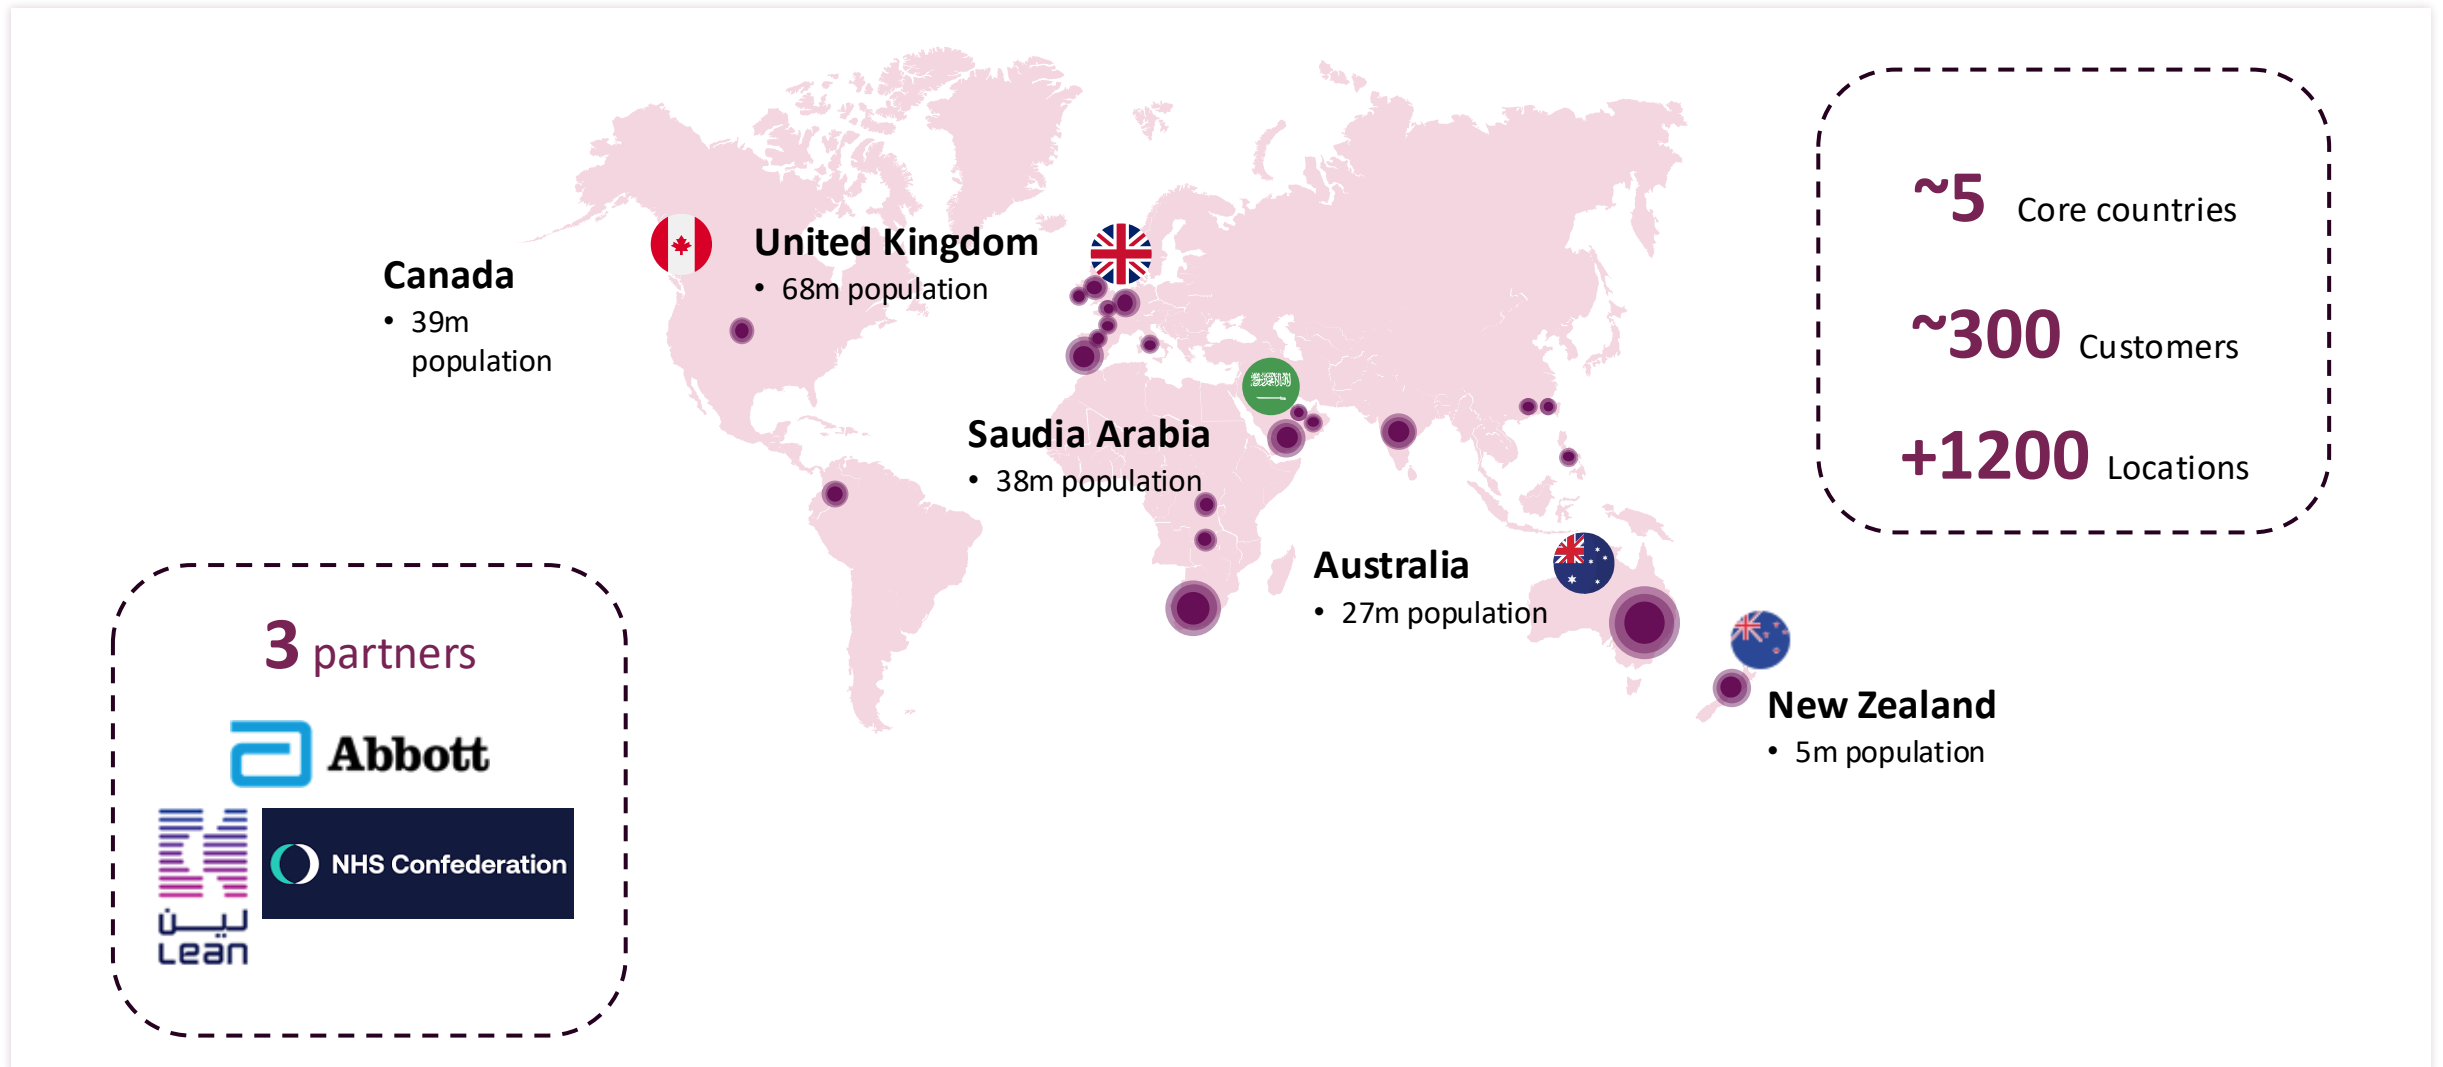 Canada
• 39m
population
United Kingdom
• 68m population
Saudia Arabia
• 38m population
Australia
• 27m population
New Zealand
• 5m population
~5 Core countries
~300 Customers
+1200 Locations
3 partners
Abbott
لين
Lean
NHS Confederation